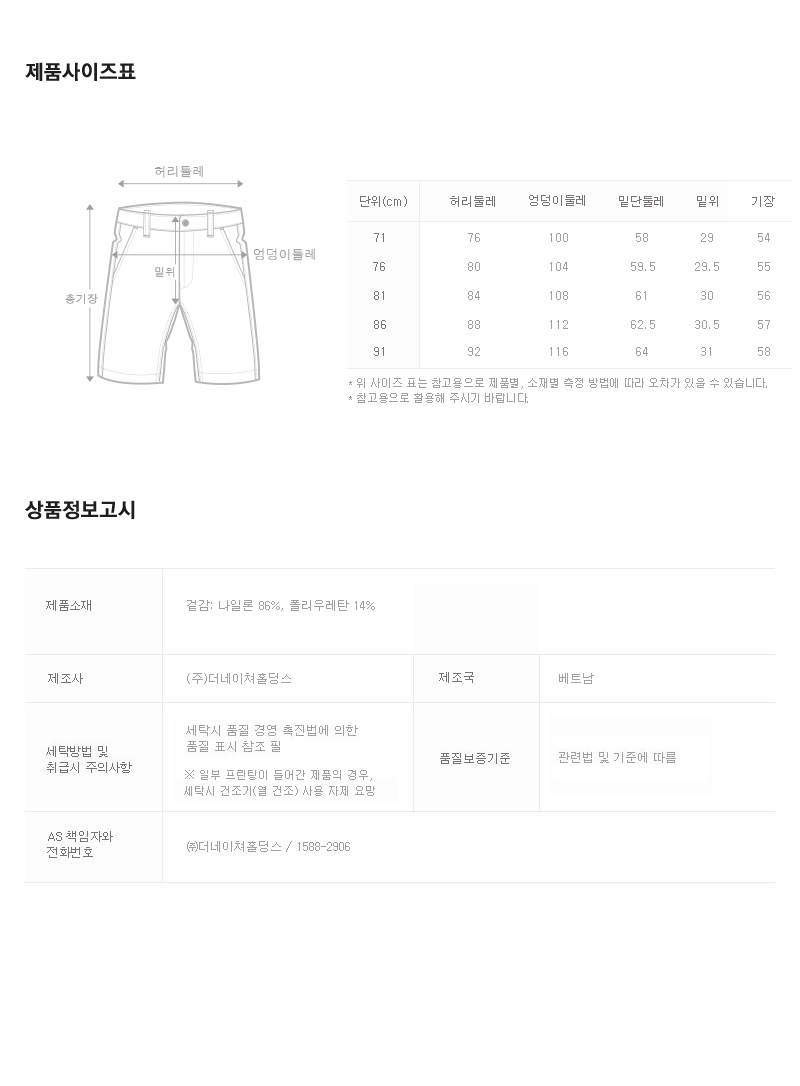 제품사이즈표
허리둘레
엉덩이둘레
밑위
총기장
단위(cm) 허리둘레 엉덩이둘레 밑단둘레 밑위 기장
71 76 100 58 29 54
76 80 104 59.5 29.5 55
81 84 108 61 30 56
86 88 112 62.5 30.5 57
91 92 116 64 31 58
* 위 사이즈 표는 참고용으로 제품별, 소재별 측정 방법에 따라 오차가 있을 수 있습니다.
* 참고용으로 활용해 주시기 바랍니다.
상품정보고시
제품소재 겉감: 나일론 86%, 폴리우레탄 14%
제조사 (주)더네이쳐홀딩스 제조국 베트남
세탁방법 및
취급시 주의사항
세탁시 품질 경영 촉진법에 의한
품질 표시 참조 필
※ 일부 프린팅이 들어간 제품의 경우,
세탁시 건조기(열 건조) 사용 자제 요망
품질보증기준 관련법 및 기준에 따름
AS 책임자와
전화번호
㈜더네이쳐홀딩스 / 1588-2906